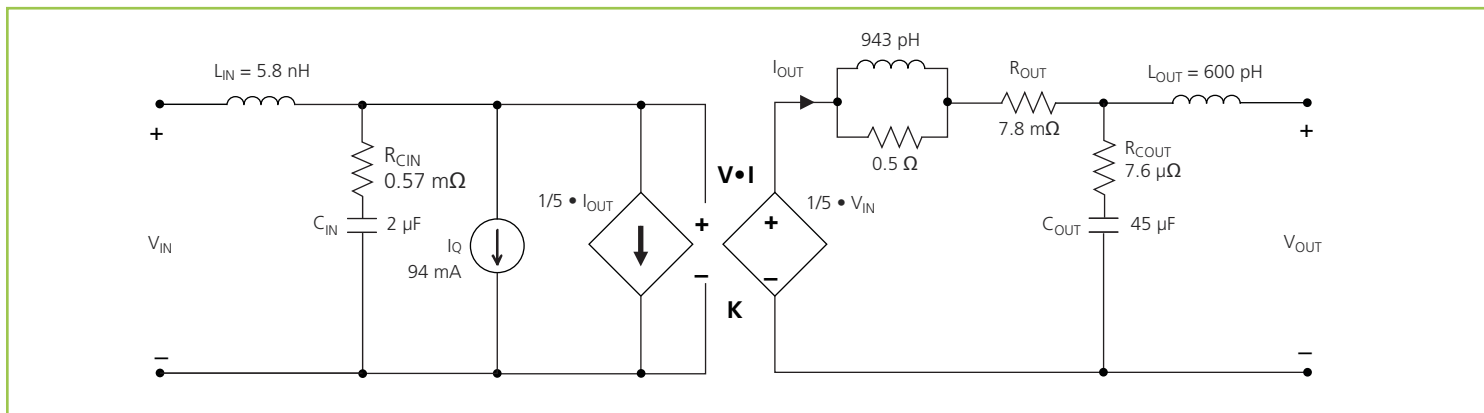 L_IN = 5.8 nH
+
V_IN
–
R_CIN
0.57 mΩ
C_IN 2 µF
I_Q
94 mA
1/5 • I_OUT
V•I
+
–
K
1/5 • V_IN
+
–
I_OUT
943 pH
0.5 Ω
R_OUT
7.8 mΩ
L_OUT = 600 pH
R_COUT
7.6 µΩ
C_OUT 45 µF
+
V_OUT
–